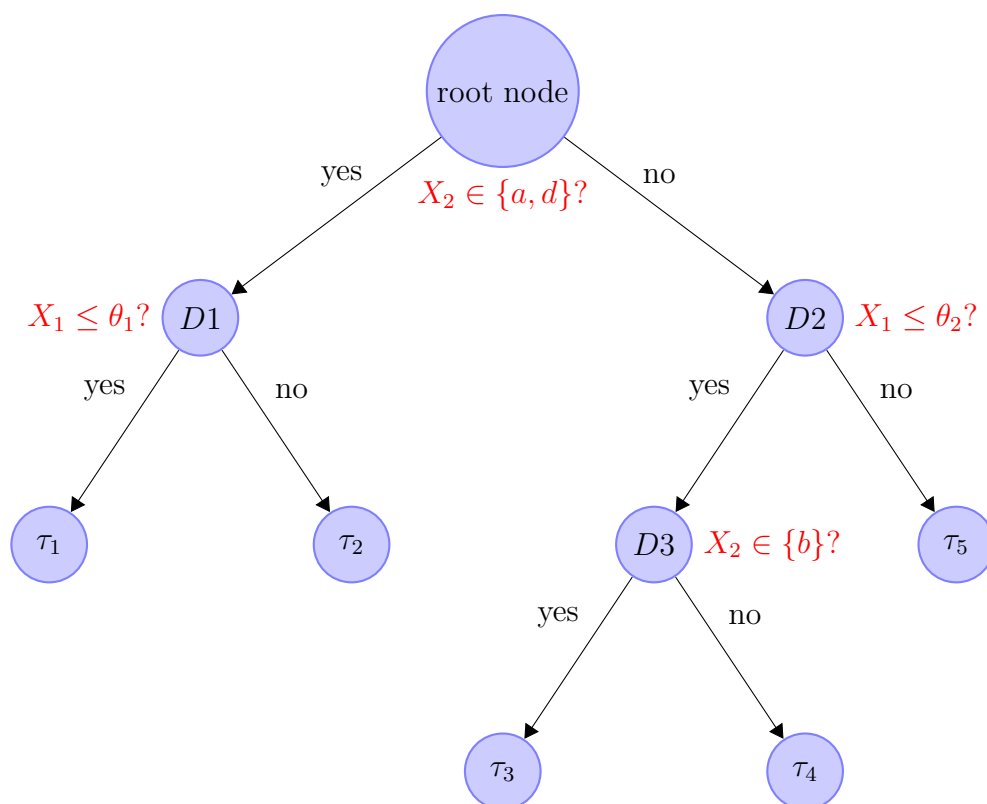 root node
yes
no
X₂ ∈ {a, d}?
X₁ ≤ θ₁?
D1
D2
X₁ ≤ θ₂?
yes
no
yes
no
τ₁
τ₂
D3
X₂ ∈ {b}?
τ₅
yes
no
τ₃
τ₄